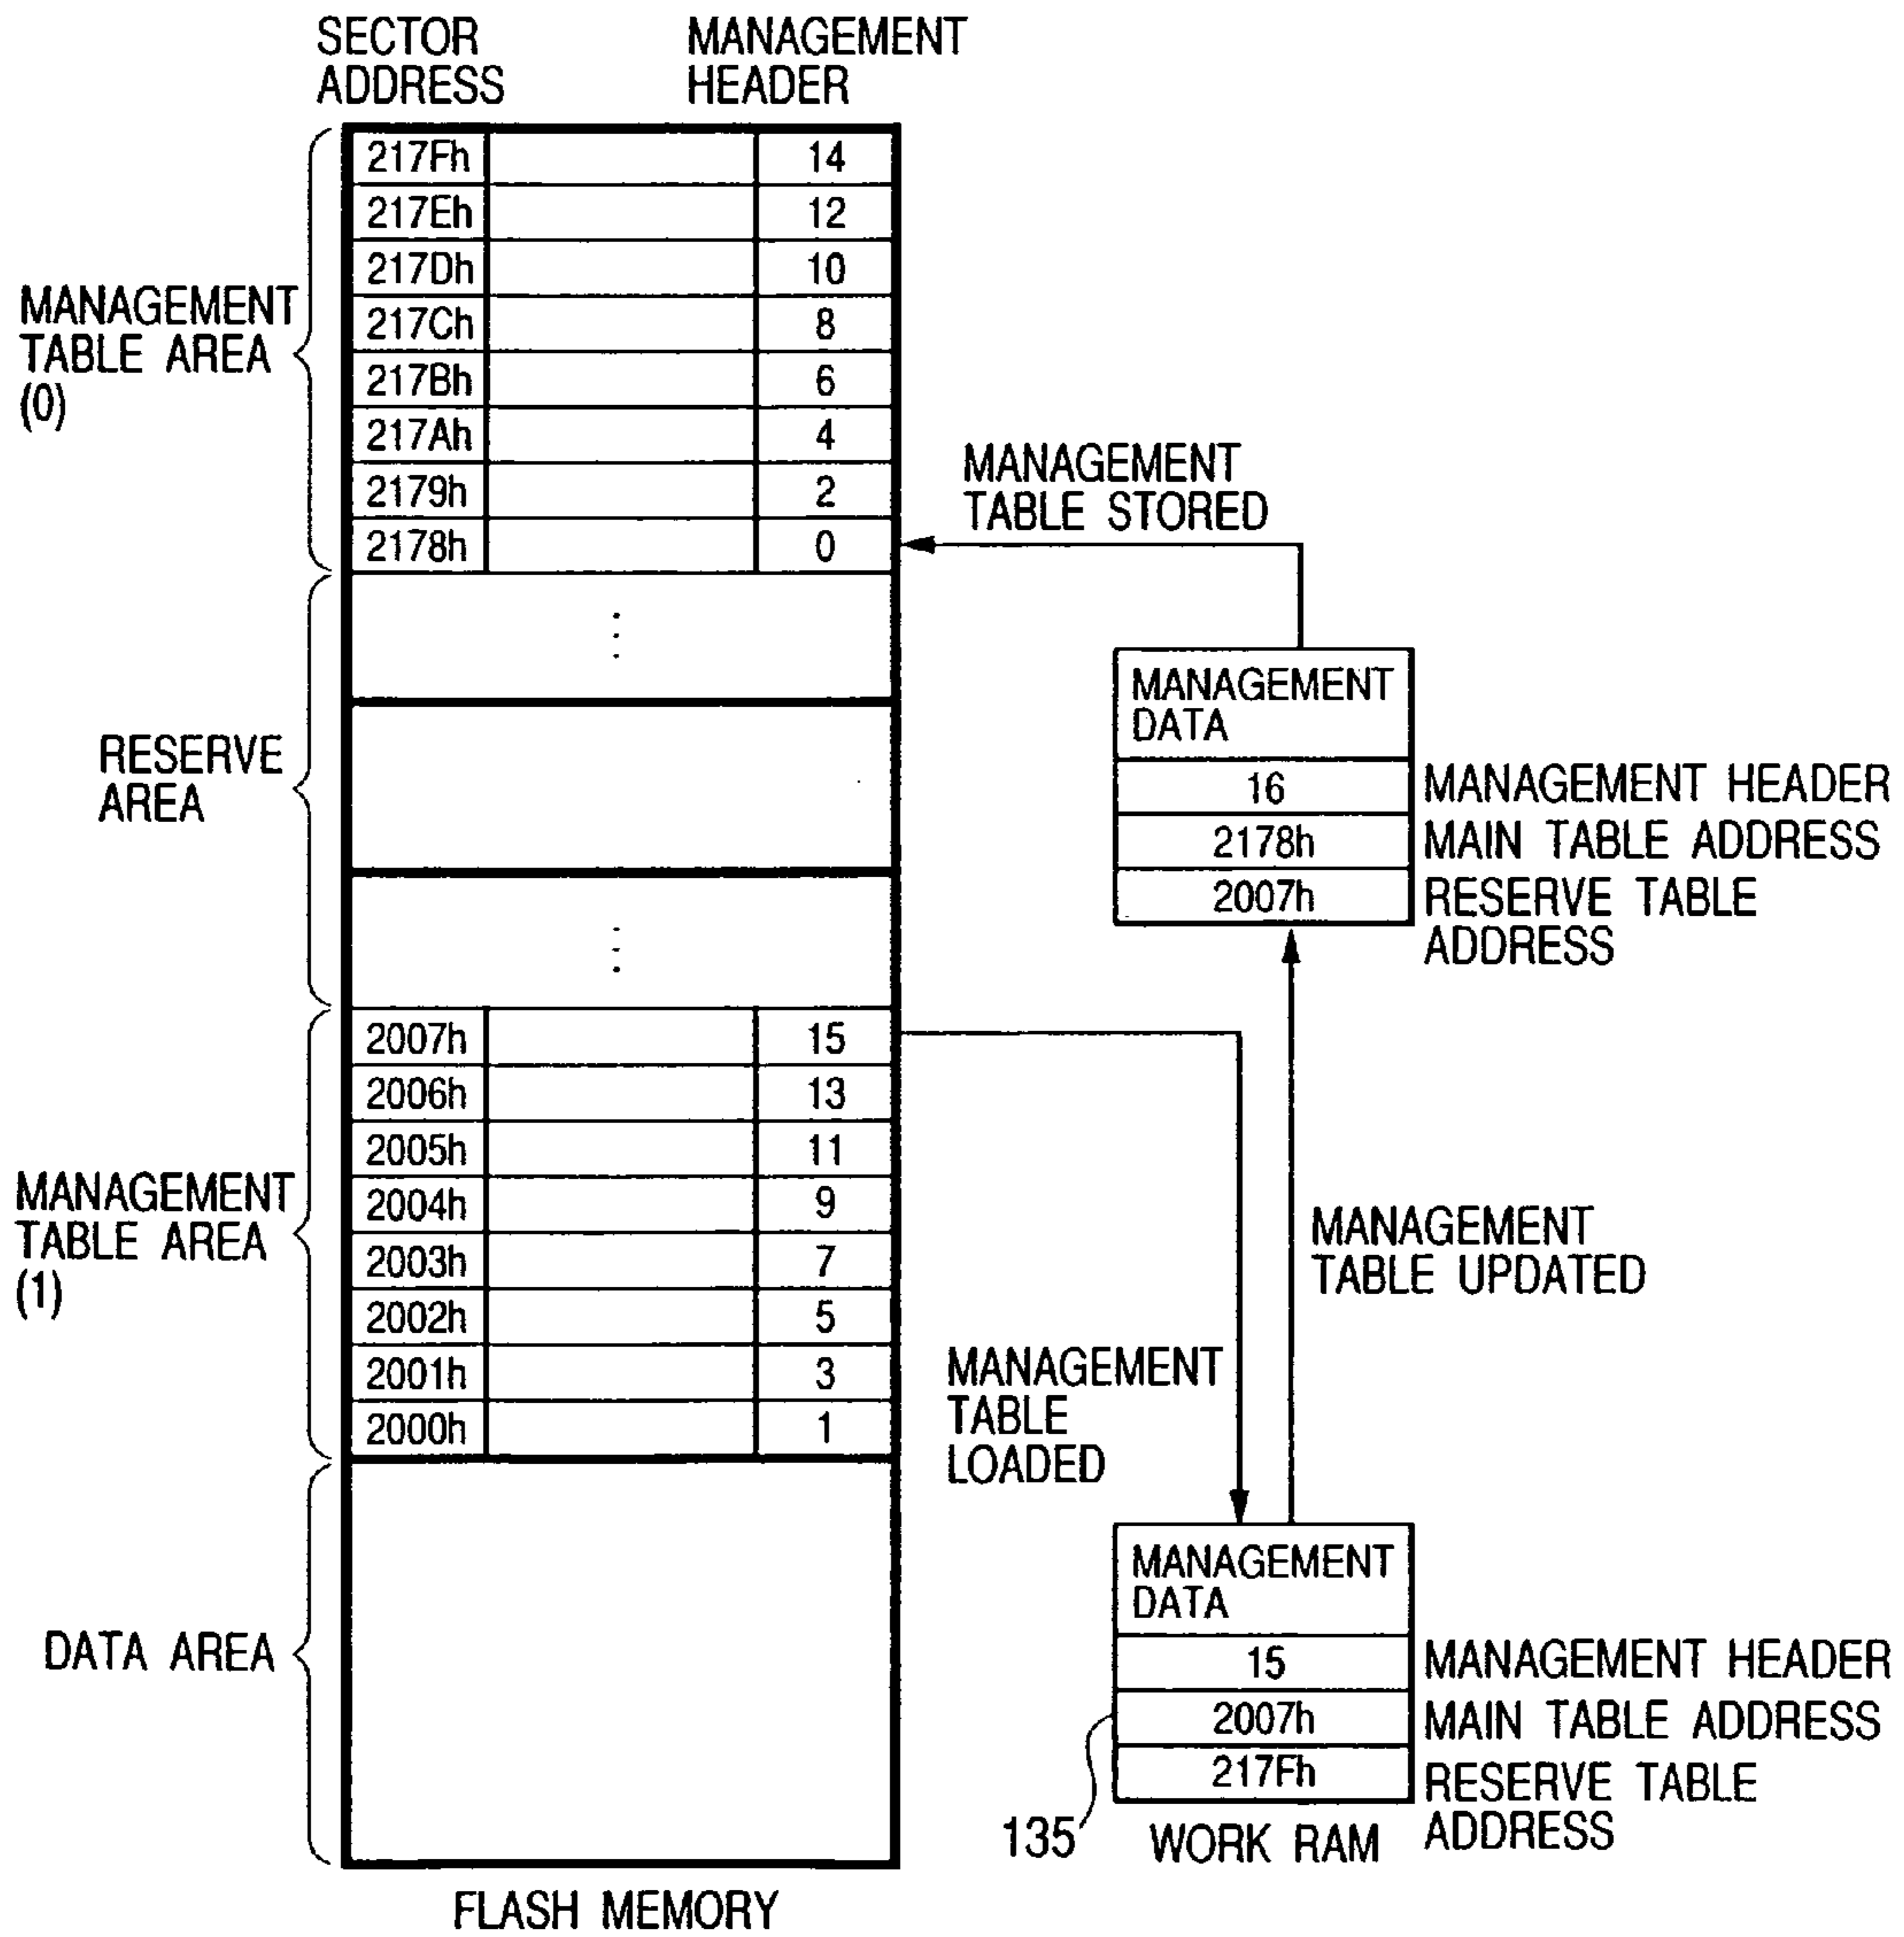 SECTOR
ADDRESS
MANAGEMENT
HEADER
217Fh 14
217Eh 12
217Dh 10
217Ch 8
217Bh 6
217Ah 4
2179h 2
2178h 0
MANAGEMENT
TABLE AREA
(0)
MANAGEMENT
TABLE STORED
RESERVE
AREA
MANAGEMENT
DATA
16 MANAGEMENT HEADER
2178h MAIN TABLE ADDRESS
2007h RESERVE TABLE
ADDRESS
2007h 15
2006h 13
2005h 11
2004h 9
2003h 7
2002h 5
2001h 3
2000h 1
MANAGEMENT
TABLE AREA
(1)
MANAGEMENT
TABLE UPDATED
MANAGEMENT
TABLE
LOADED
DATA AREA
MANAGEMENT
DATA
15 MANAGEMENT HEADER
2007h MAIN TABLE ADDRESS
217Fh RESERVE TABLE
ADDRESS
135
WORK RAM
FLASH MEMORY